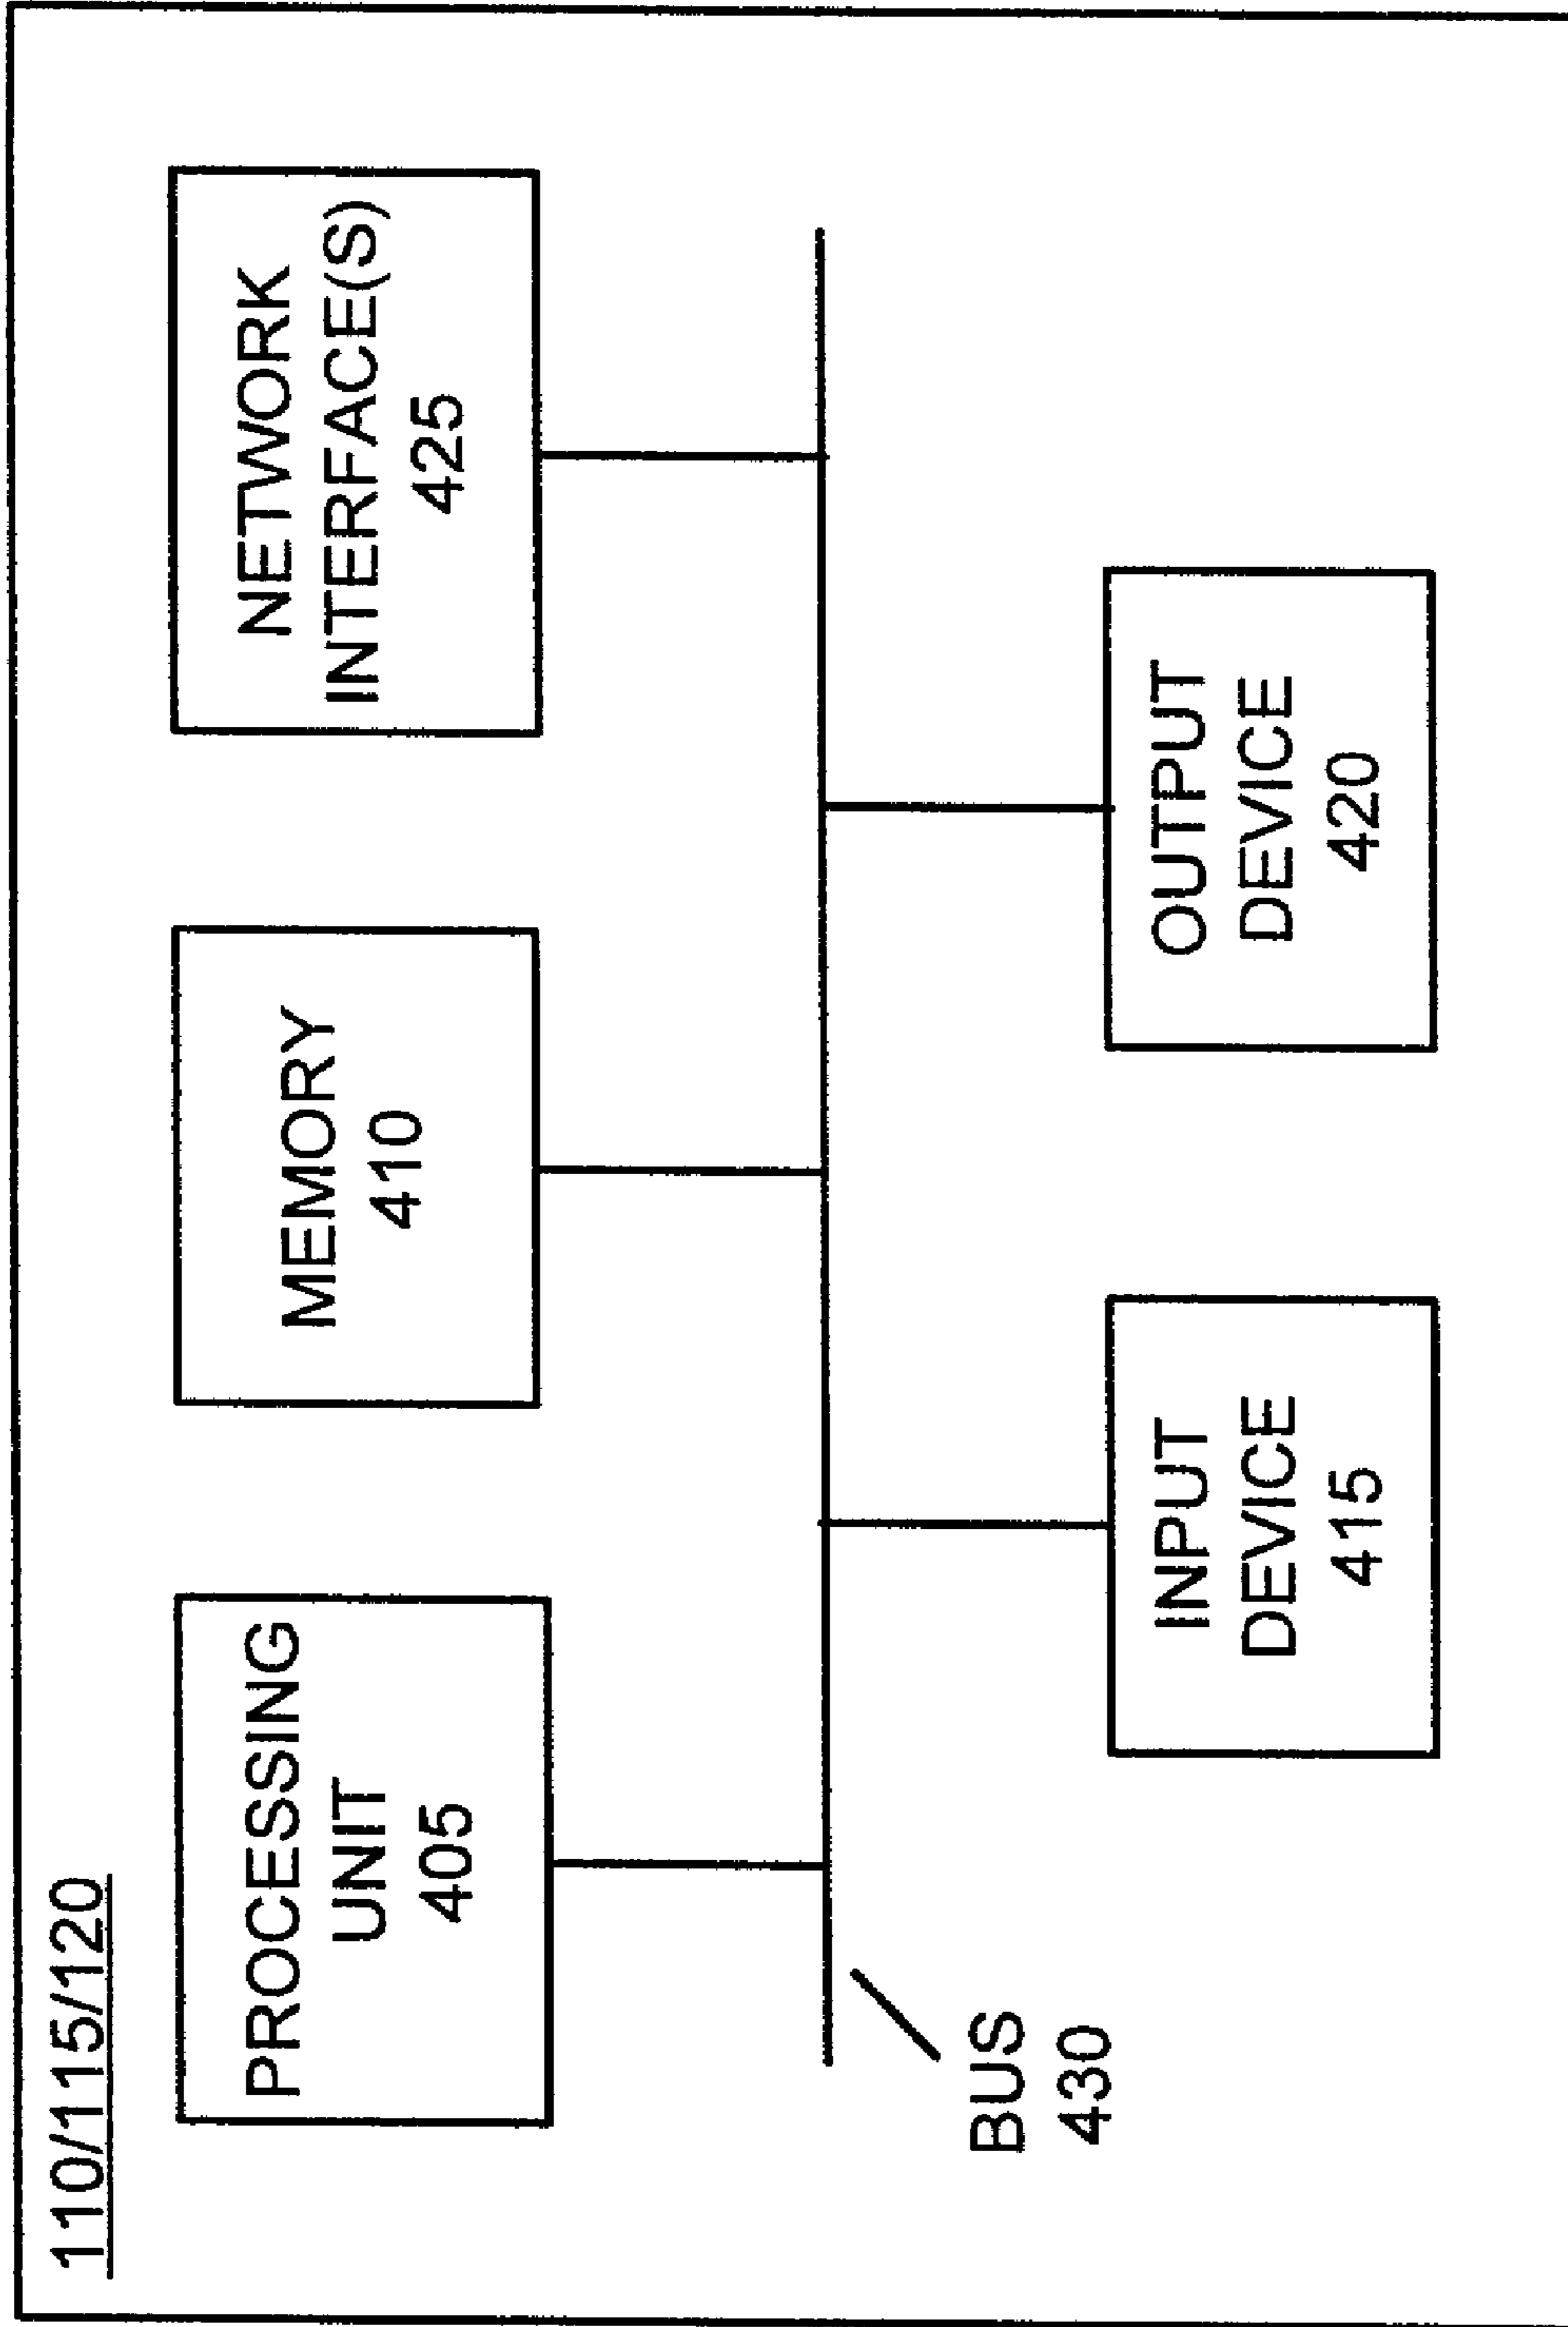 110/115/120
PROCESSING
UNIT
405
MEMORY
410
NETWORK
INTERFACE(S)
425
BUS
430
INPUT
DEVICE
415
OUTPUT
DEVICE
420